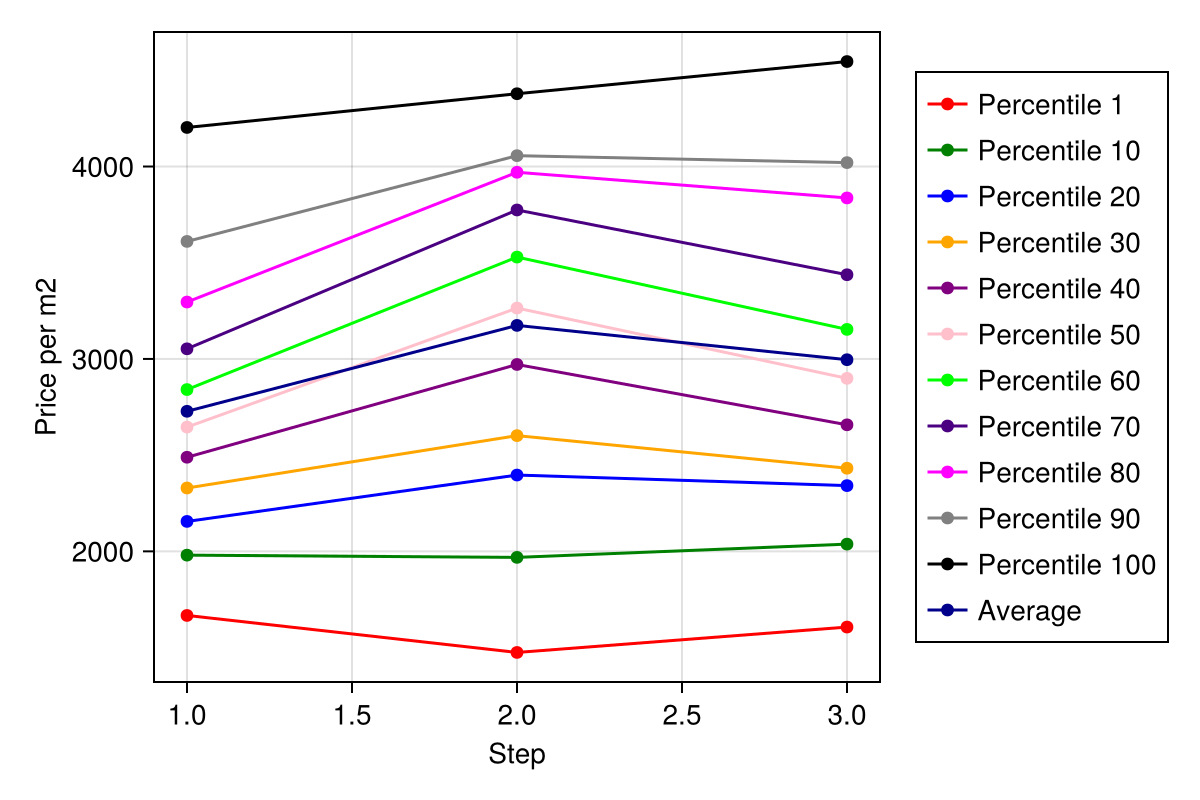 Price per m2
4000
3000
2000
1.0 1.5 2.0 2.5 3.0
Step
Percentile 1
Percentile 10
Percentile 20
Percentile 30
Percentile 40
Percentile 50
Percentile 60
Percentile 70
Percentile 80
Percentile 90
Percentile 100
Average